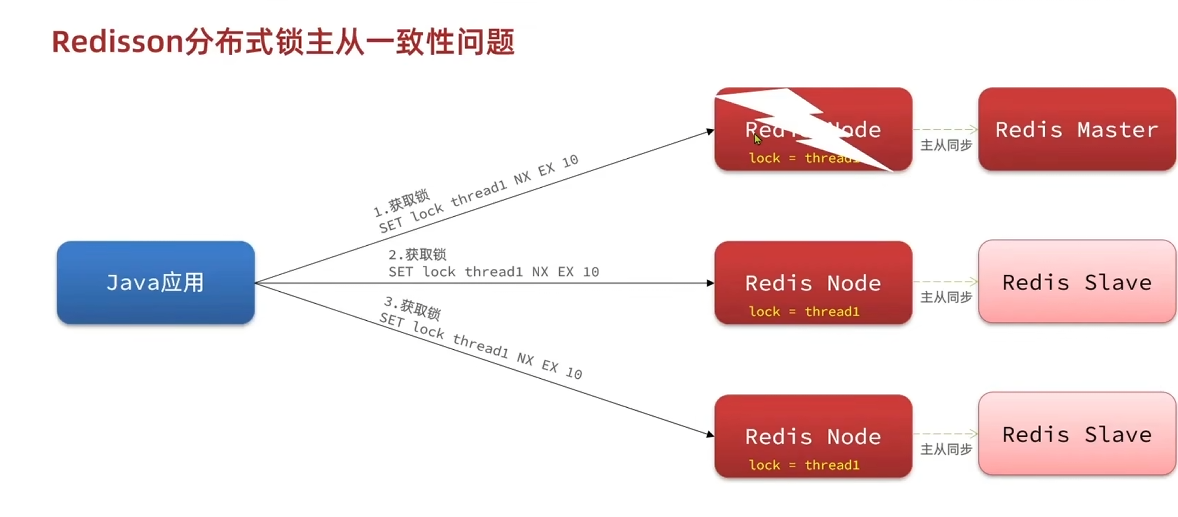 Redisson分布式锁主从一致性问题
Redis Node
lock = thread1
主从同步
Redis Master
1.获取锁
SET lock thread1 NX EX 10
Java应用
2.获取锁
SET lock thread1 NX EX 10
Redis Node
lock = thread1
主从同步
Redis Slave
3.获取锁
SET lock thread1 NX EX 10
Redis Node
lock = thread1
主从同步
Redis Slave